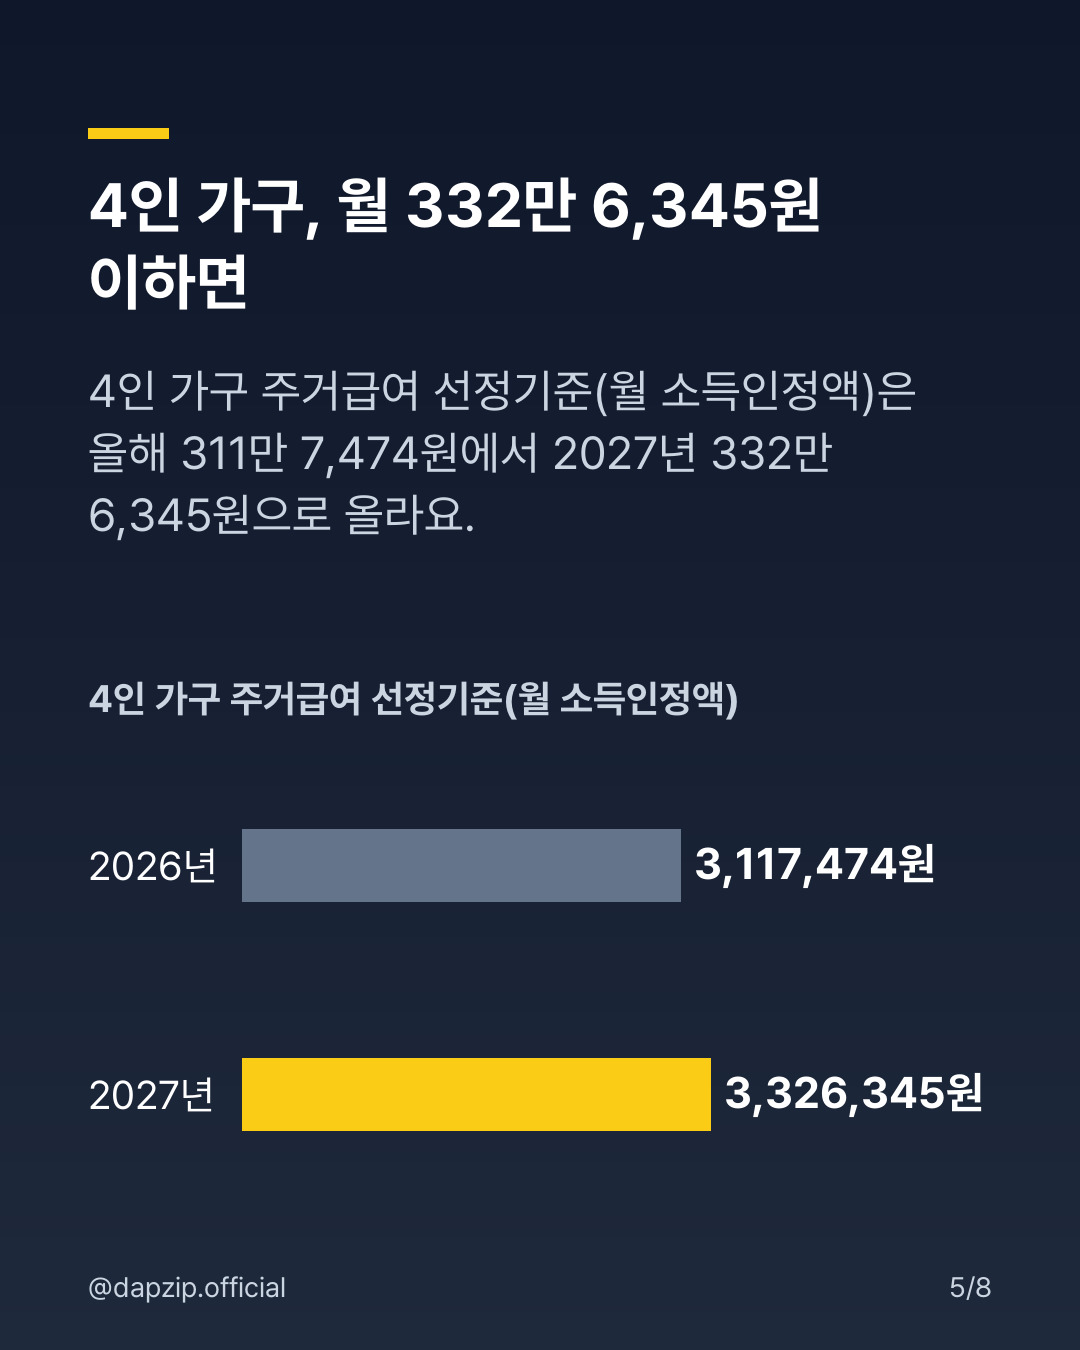 4인 가구, 월 332만 6,345원
이하면
4인 가구 주거급여 선정기준(월 소득인정액)은
올해 311만 7,474원에서 2027년 332만
6,345원으로 올라요.
4인 가구 주거급여 선정기준(월 소득인정액)
2026년 3,117,474원
2027년 3,326,345원
@dapzip.official 5/8